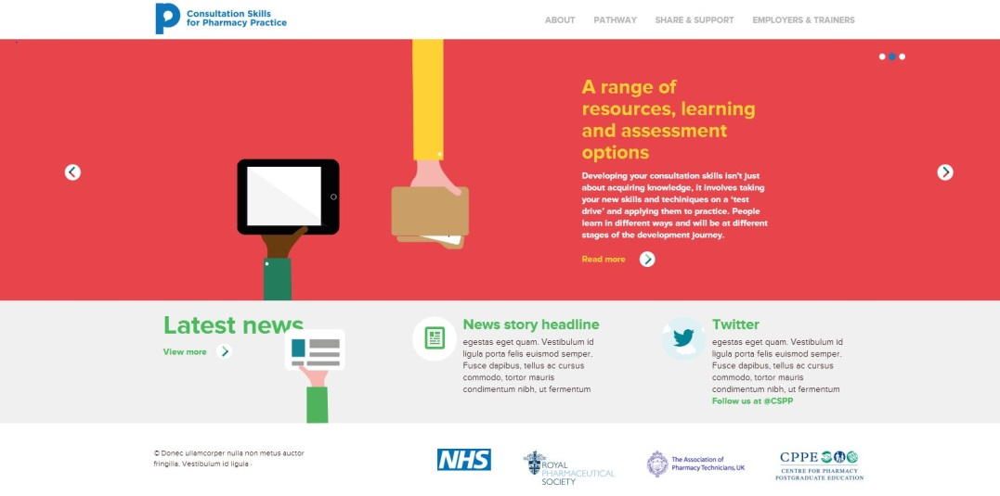 Consultation Skills
for Pharmacy Practice
ABOUT PATHWAY SHARE & SUPPORT EMPLOYERS & TRAINERS
A range of
resources, learning
and assessment
options
Developing your consultation skills isn't just
about acquiring knowledge, it involves taking
your new skills and techiniques on a 'test
drive' and applying them to practice. People
learn in different ways and will be at different
stages of the development journey.
Read more
Latest news
View more
News story headline
egestas eget quam. Vestibulum id
ligula porta felis euismod semper.
Fusce dapibus, tellus ac cursus
commodo, tortor mauris
condimentum nibh, ut fermentum
Twitter
egestas eget quam. Vestibulum id
ligula porta felis euismod semper.
Fusce dapibus, tellus ac cursus
commodo, tortor mauris
condimentum nibh, ut fermentum
Follow us at @CSPP
© Donec ullamcorper nulla non metus auctor
fringilla. Vestibulum id ligula ·
NHS
ROYAL
PHARMACEUTICAL
SOCIETY
The Association of
Pharmacy Technicians, UK
CPPE
CENTRE FOR PHARMACY
POSTGRADUATE EDUCATION